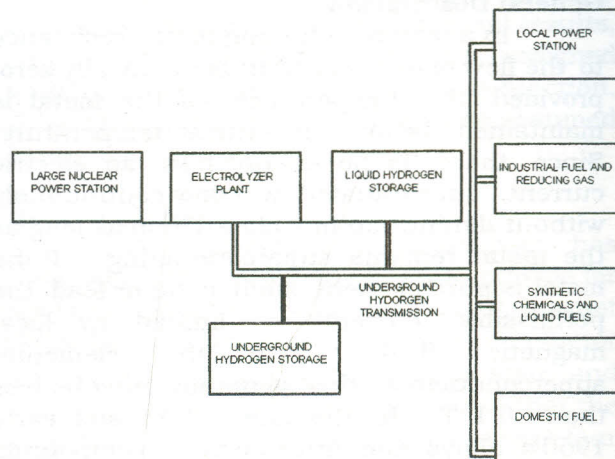 LOCAL POWER
STATION
LARGE NUCLEAR
POWER STATION
ELECTROLYZER
PLANT
LIQUID HYDROGEN
STORAGE
INDUSTRIAL FUEL AND
REDUCING GAS
UNDERGROUND
HYDORGEN
TRANSMISSION
SYNTHETIC
CHEMICALS AND
LIQUID FUELS
UNDERGROUND
HYDROGEN STORAGE
DOMESTIC FUEL